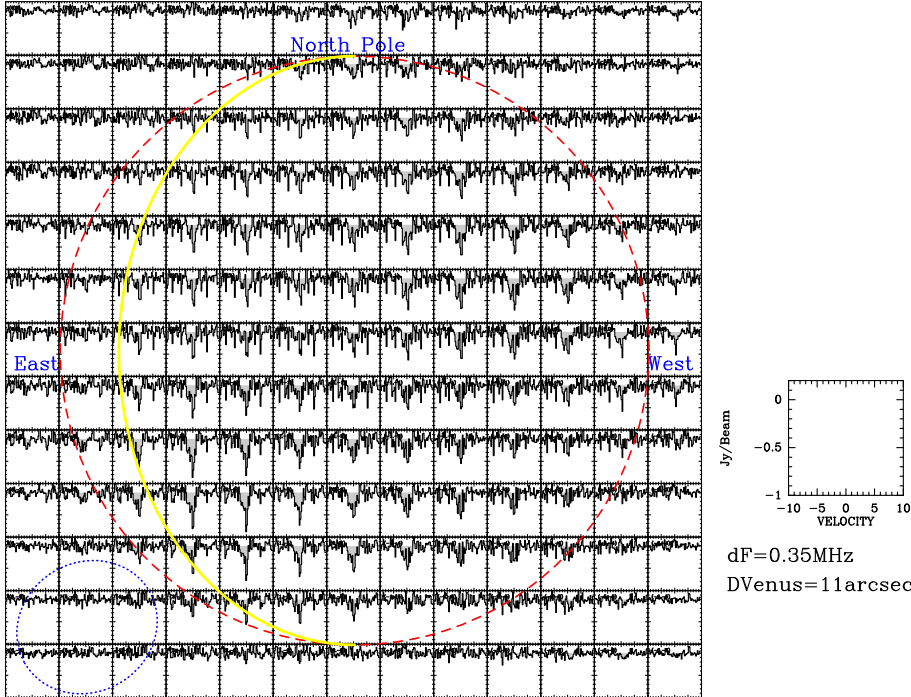 North Pole
East
West
0
-0.5
-1
Jy/Beam
-10 -5 0 5 10
VELOCITY
dF=0.35MHz
DVenus=11arcsec